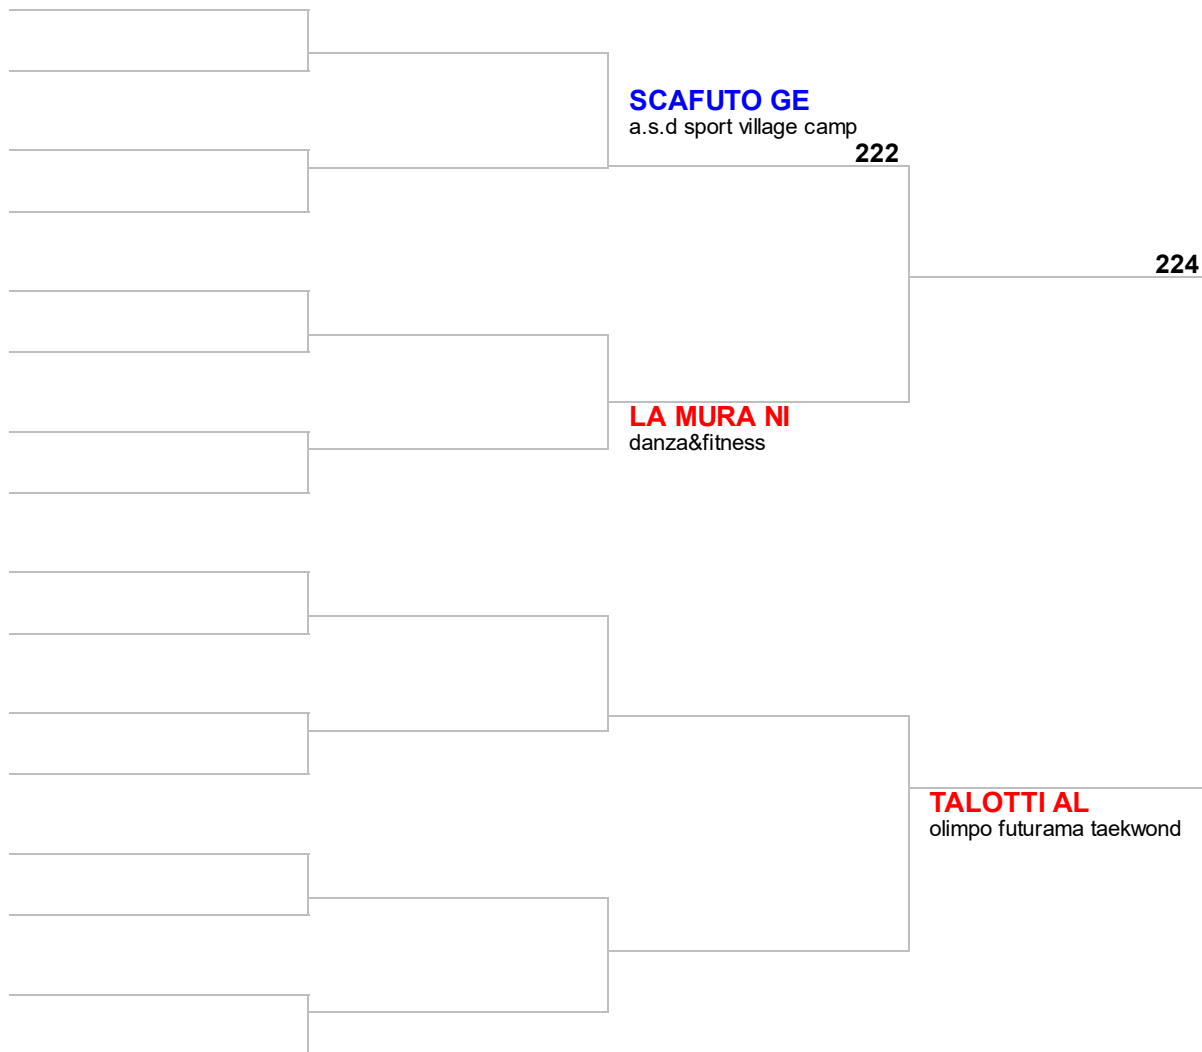 SCAFUTO GE
a.s.d sport village camp
222
224
LA MURA NI
danza&fitness
TALOTTI AL
olimpo futurama taekwond